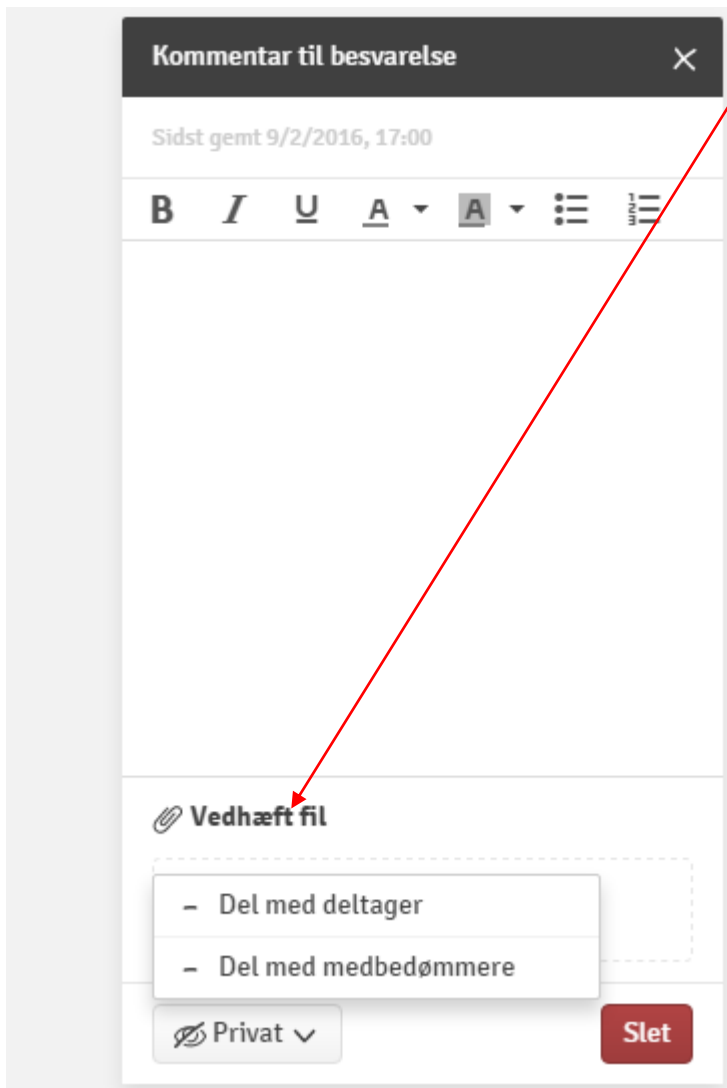 Kommentar til besvarelse
Sidst gemt 9/2/2016, 17:00
B I U A A
Vedhæft fil
– Del med deltager
– Del med medbedømmere
Privat
Slet